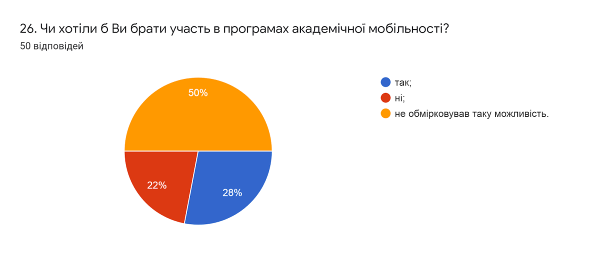 26. Чи хотіли б Ви брати участь в програмах академічної мобільності?
50 відповідей
50%
22%
28%
так;
ні;
не обмірковував таку можливість.